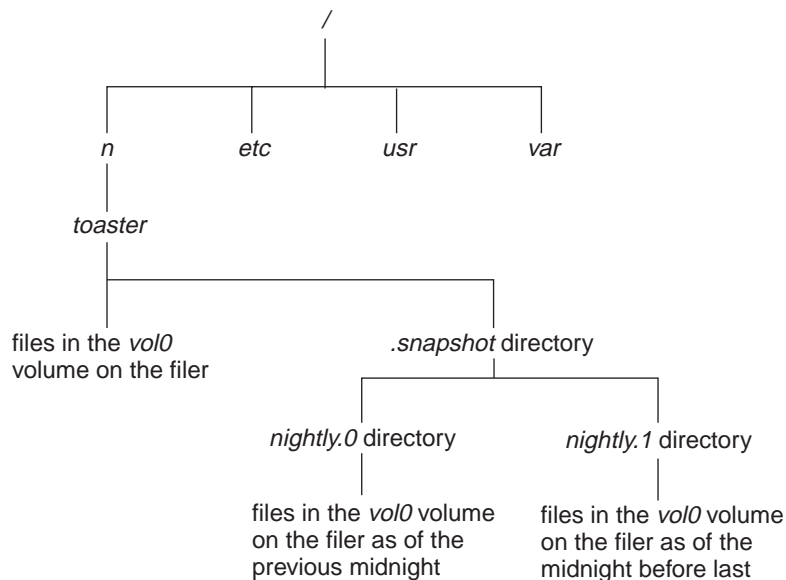 /
n
etc
usr
var
toaster
files in the vol0
volume on the filer
.snapshot directory
nightly.0 directory
nightly.1 directory
files in the vol0 volume
on the filer as of the
previous midnight
files in the vol0 volume
on the filer as of the
midnight before last